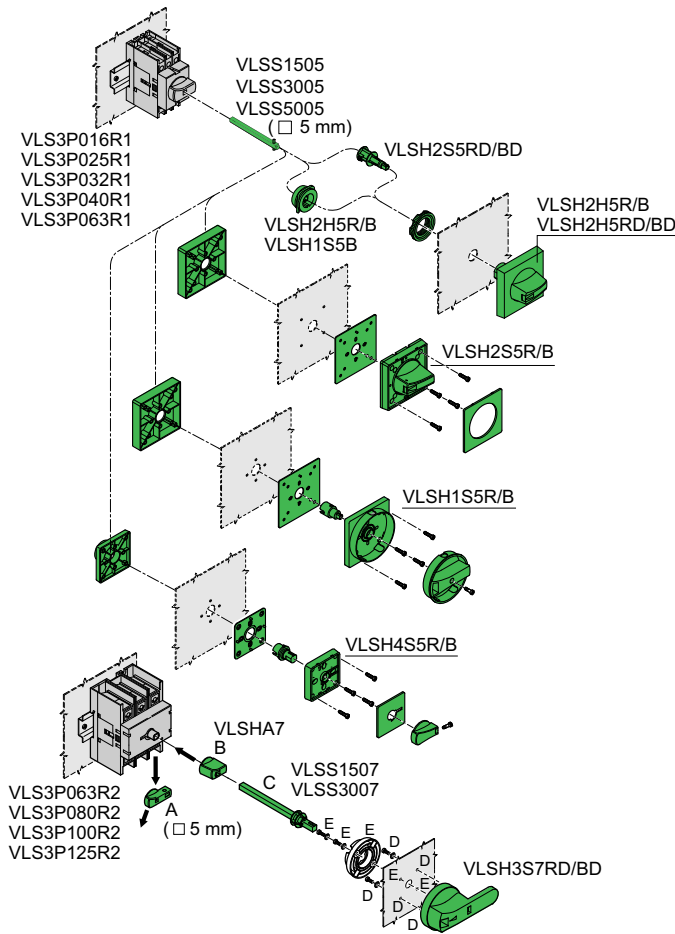 VLSS1505
VLSS3005
VLSS5005
(□ 5 mm)
VLSH2S5RD/BD
VLS3P016R1
VLS3P025R1
VLS3P032R1
VLS3P040R1
VLS3P063R1
VLSH2H5R/B
VLSH1S5B
VLSH2H5R/B
VLSH2H5RD/BD
VLSH2S5R/B
VLSH1S5R/B
VLSH4S5R/B
VLSHA7
B
VLSS1507
VLSS3007
C
VLS3P063R2
VLS3P080R2
VLS3P100R2
VLS3P125R2
A
(□ 5 mm)
E
E
E
D
D
E
E
D
D
D
VLSH3S7RD/BD